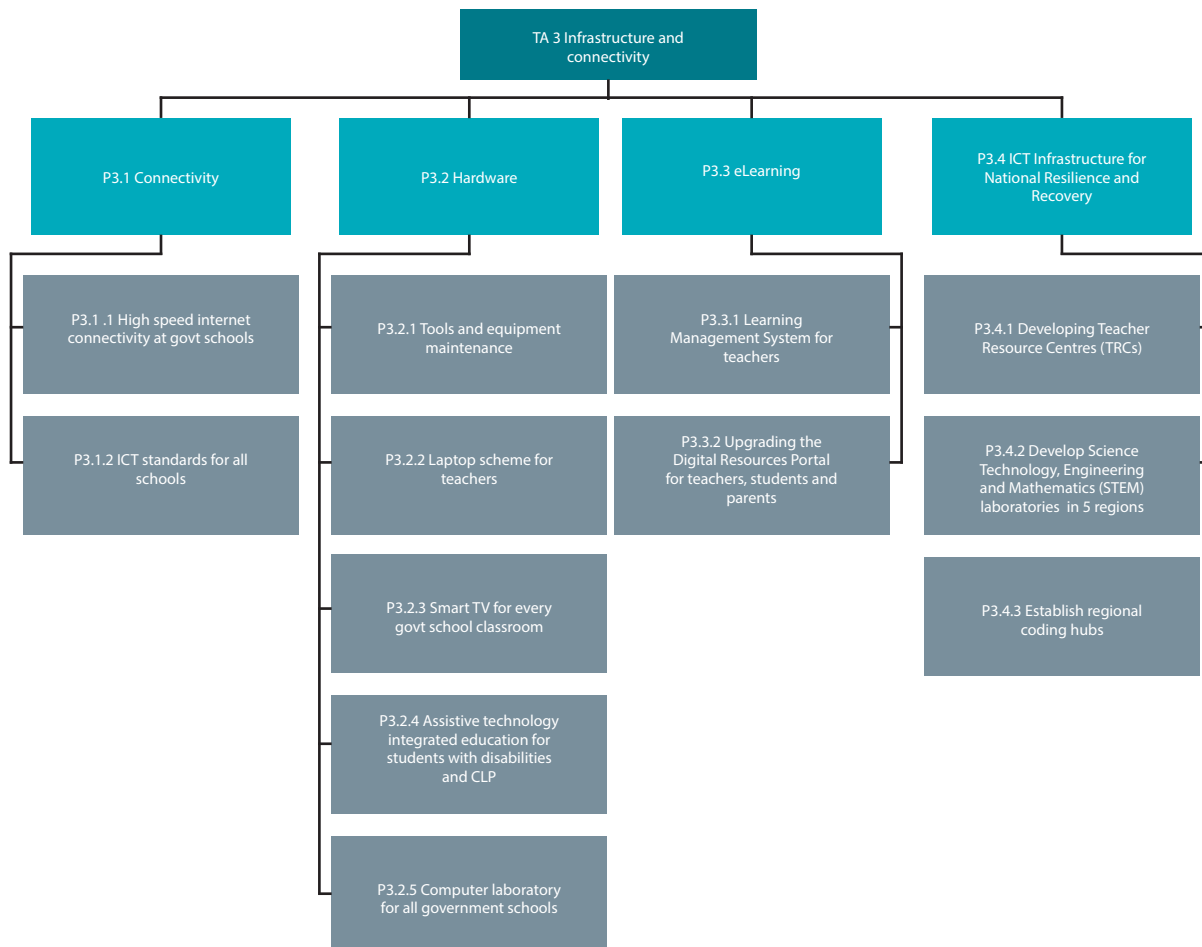 TA 3 Infrastructure and
connectivity
P3.1 Connectivity
P3.2 Hardware
P3.3 eLearning
P3.4 ICT Infrastructure for
National Resilience and
Recovery
P3.1 .1 High speed internet
connectivity at govt schools
P3.1.2 ICT standards for all
schools
P3.2.1 Tools and equipment
maintenance
P3.2.2 Laptop scheme for
teachers
P3.2.3 Smart TV for every
govt school classroom
P3.2.4 Assistive technology
integrated education for
students with disabilities
and CLP
P3.2.5 Computer laboratory
for all government schools
P3.3.1 Learning
Management System for
teachers
P3.3.2 Upgrading the
Digital Resources Portal
for teachers, students and
parents
P3.4.1 Developing Teacher
Resource Centres (TRCs)
P3.4.2 Develop Science
Technology, Engineering
and Mathematics (STEM)
laboratories in 5 regions
P3.4.3 Establish regional
coding hubs